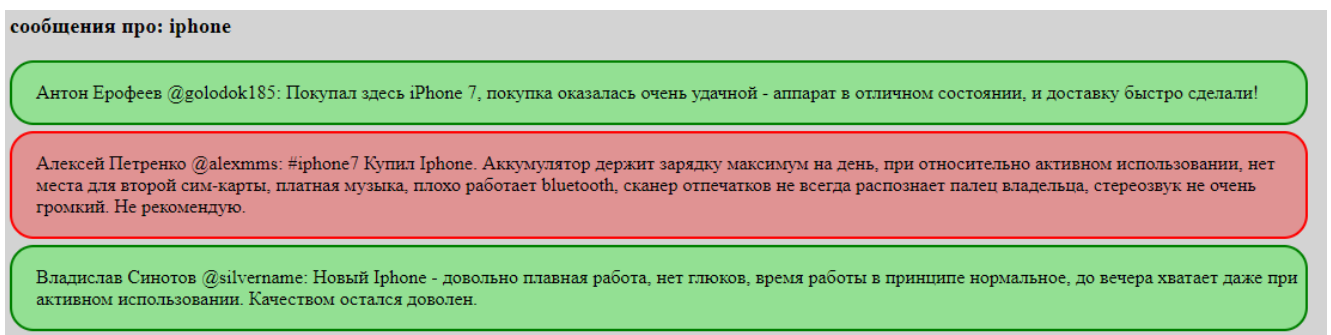 сообщения про: iphone
Антон Ерофеев @golodok185: Покупал здесь iPhone 7, покупка оказалась очень удачной - аппарат в отличном состоянии, и доставку быстро сделали!
Алексей Петренко @alexmms: #iphone7 Купил Iphone. Аккумулятор держит зарядку максимум на день, при относительно активном использовании, нет
места для второй сим-карты, платная музыка, плохо работает bluetooth, сканер отпечатков не всегда распознает палец владельца, стереозвук не очень
громкий. Не рекомендую.
Владислав Синотов @silvername: Новый Iphone - довольно плавная работа, нет глюков, время работы в принципе нормальное, до вечера хватает даже при
активном использовании. Качеством остался доволен.